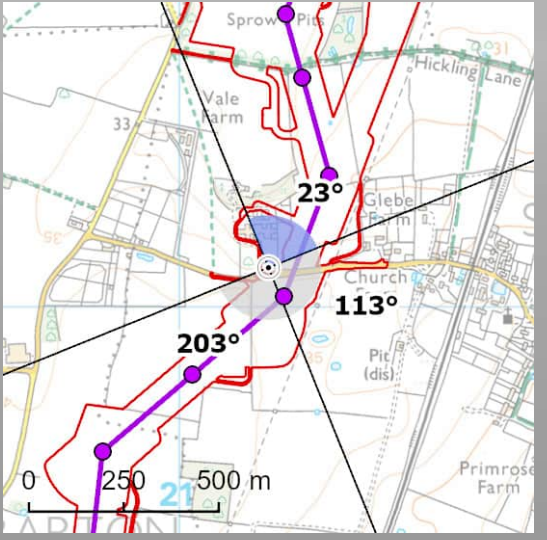 Sprow Pits
31
Hickling Lane
Vale
Farm
33
23°
Glebe
Farm
35
Church
113°
203°
35
Pit
(dis)
0
250
500 m
21
Primrose
Farm